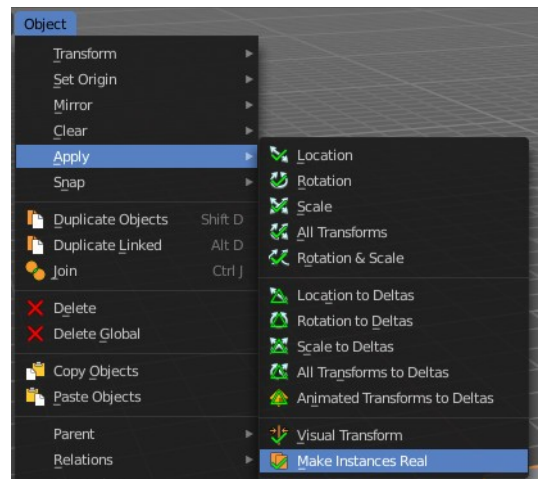 Object
Transform
Set Origin
Mirror
Clear
Apply
Snap
Duplicate Objects Shift D
Duplicate Linked Alt D
Join Ctrl J
Delete
Delete Global
Copy Objects
Paste Objects
Parent
Relations
Location
Rotation
Scale
All Transforms
Rotation & Scale
Location to Deltas
Rotation to Deltas
Scale to Deltas
All Transforms to Deltas
Animated Transforms to Deltas
Visual Transform
Make Instances Real